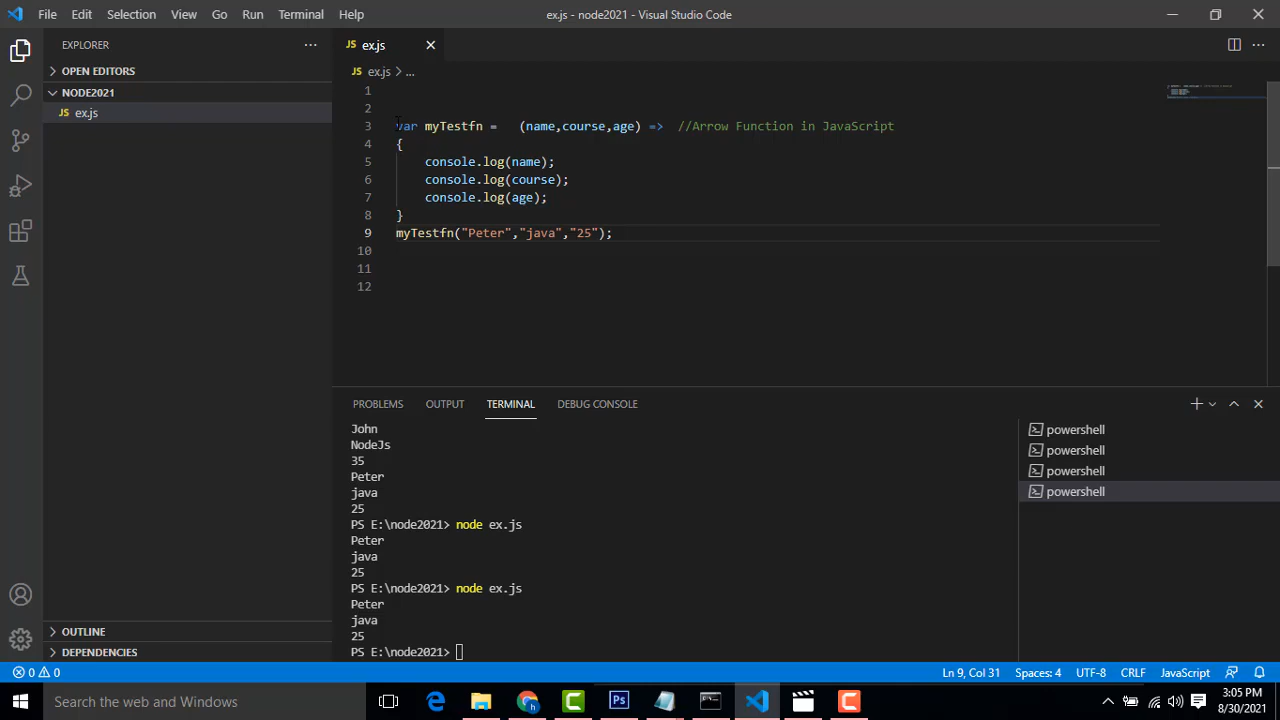 File Edit Selection View Go Run Terminal Help ex.js - node2021 - Visual Studio Code
EXPLORER
OPEN EDITORS
NODE2021
JS ex.js
OUTLINE
DEPENDENCIES
JS ex.js
JS ex.js > ...
1
2
3 var myTestfn = (name,course,age) => //Arrow Function in JavaScript
4 {
5 console.log(name);
6 console.log(course);
7 console.log(age);
8 }
9 myTestfn("Peter","java","25");
10
11
12
PROBLEMS OUTPUT TERMINAL DEBUG CONSOLE
John
NodeJs
35
Peter
java
25
PS E:\node2021> node ex.js
Peter
java
25
PS E:\node2021> node ex.js
Peter
java
25
PS E:\node2021>
powershell
powershell
powershell
powershell
0 0 Ln 9, Col 31 Spaces: 4 UTF-8 CRLF JavaScript
Search the web and Windows
Ps
3:05 PM
8/30/2021